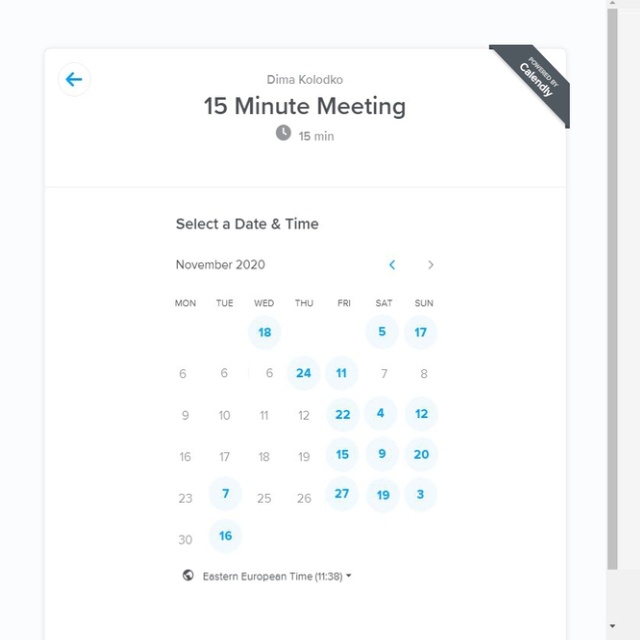 POWERED BY
Calendly
Dima Kolodko
15 Minute Meeting
15 min
Select a Date & Time
November 2020
MON TUE WED THU FRI SAT SUN
18 5 17
6 6 6 24 11 7 8
9 10 11 12 22 4 12
16 17 18 19 15 9 20
23 7 25 26 27 19 3
30 16
Eastern European Time (11:38)